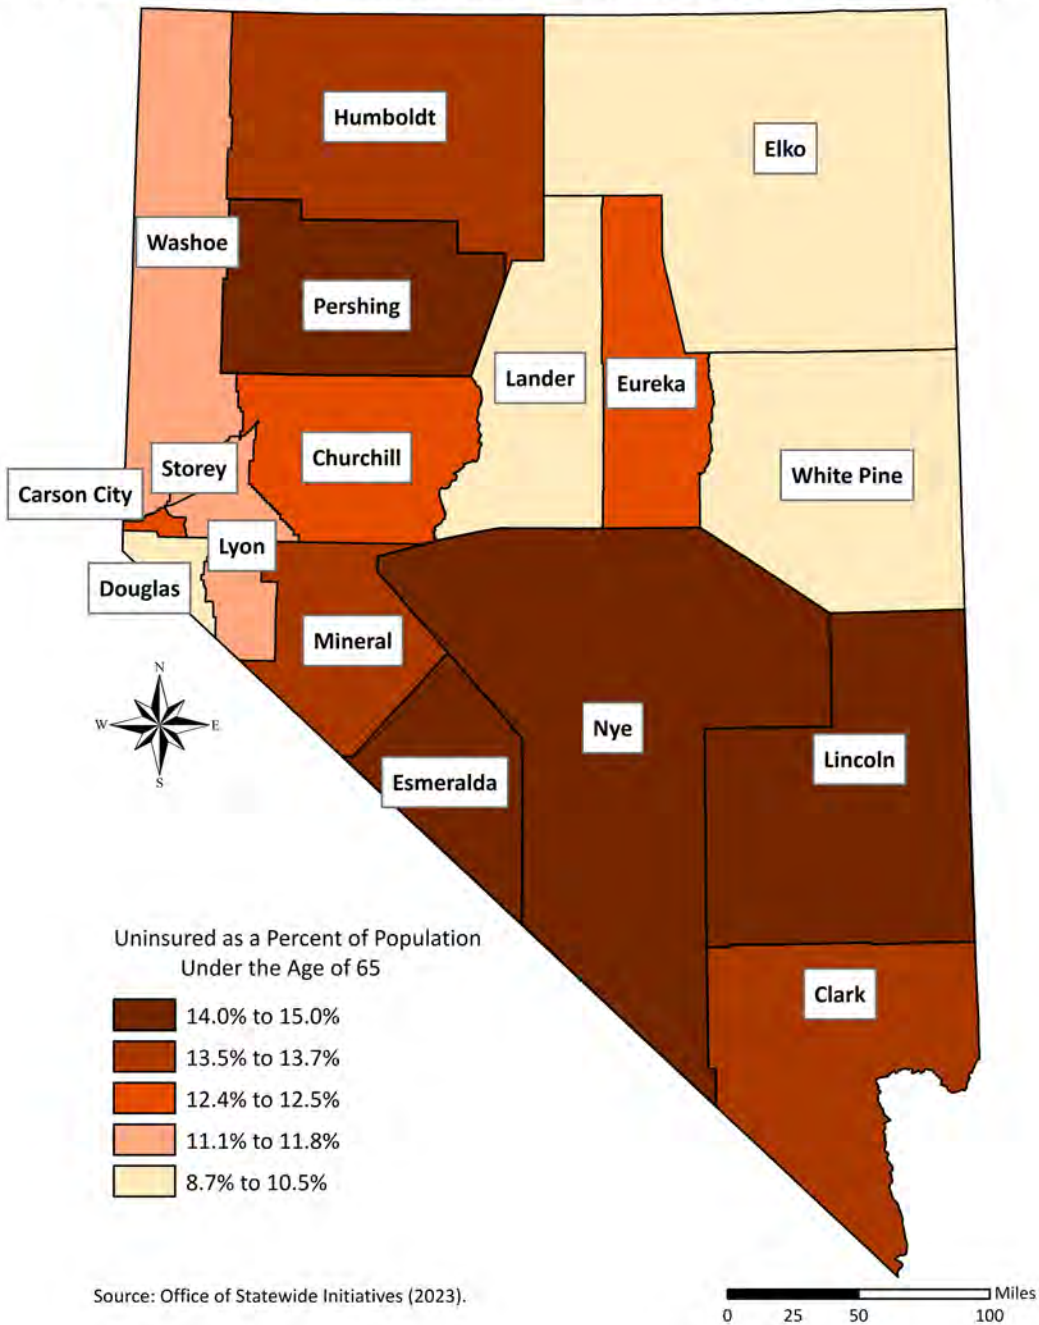 Humboldt
Elko
Washoe
Pershing
Lander
Eureka
Churchill
Storey
White Pine
Carson City
Lyon
Douglas
Mineral
N
W
E
S
Nye
Lincoln
Esmeralda
Uninsured as a Percent of Population
Under the Age of 65
14.0% to 15.0%
13.5% to 13.7%
12.4% to 12.5%
11.1% to 11.8%
8.7% to 10.5%
Clark
Source: Office of Statewide Initiatives (2023).
Miles
0 25 50 100